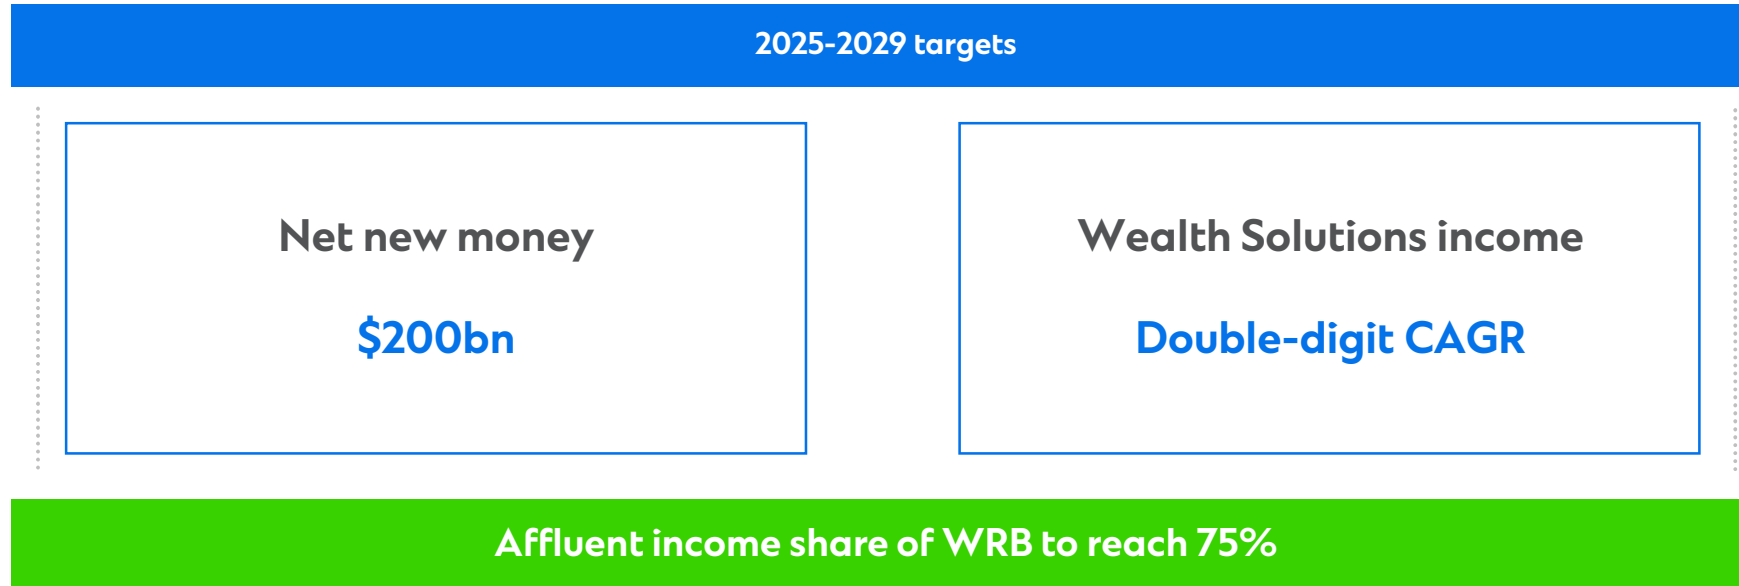 2025-2029 targets
Net new money
$200bn
Wealth Solutions income
Double-digit CAGR
Affluent income share of WRB to reach 75%